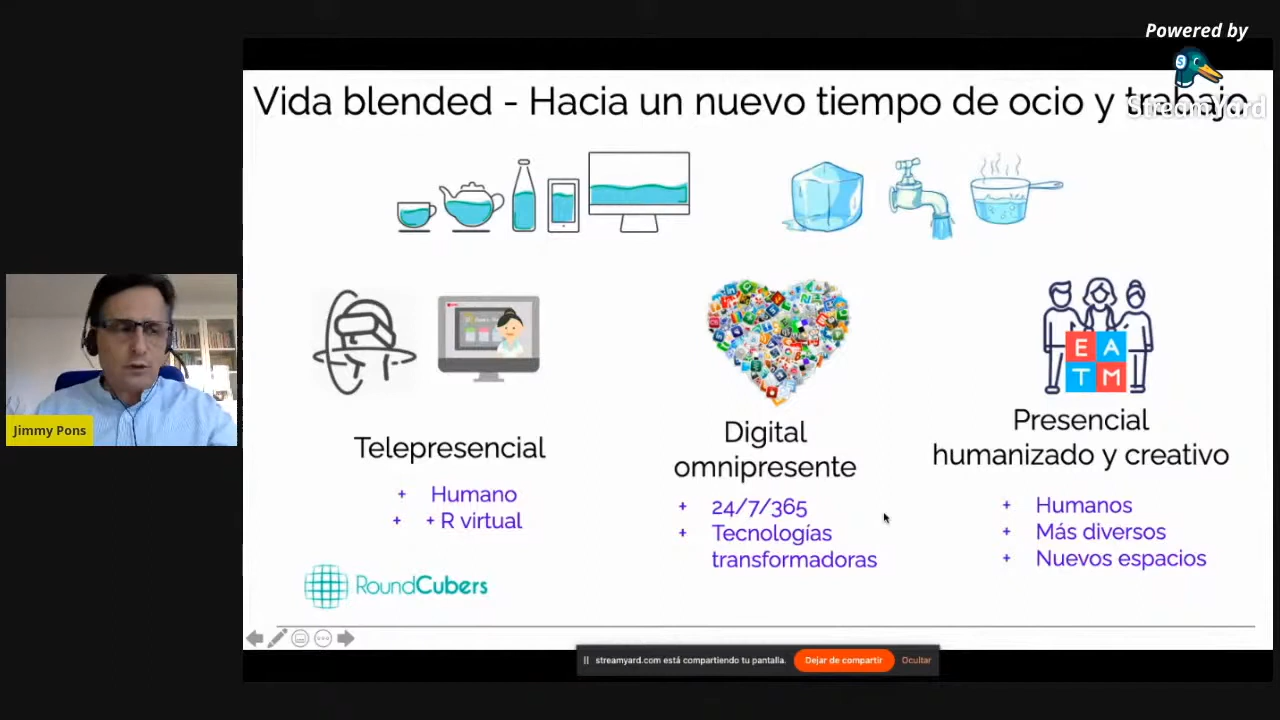 Powered by
StreamYard
Vida blended - Hacia un nuevo tiempo de ocio y trabajo
E A
T M
Jimmy Pons
Telepresencial
+ Humano
+ + R virtual
Digital
omnipresente
+ 24/7/365
+ Tecnologías
transformadoras
Presencial
humanizado y creativo
+ Humanos
+ Más diversos
+ Nuevos espacios
RoundCubers
streamyard.com está compartiendo tu pantalla. Dejar de compartir Ocultar